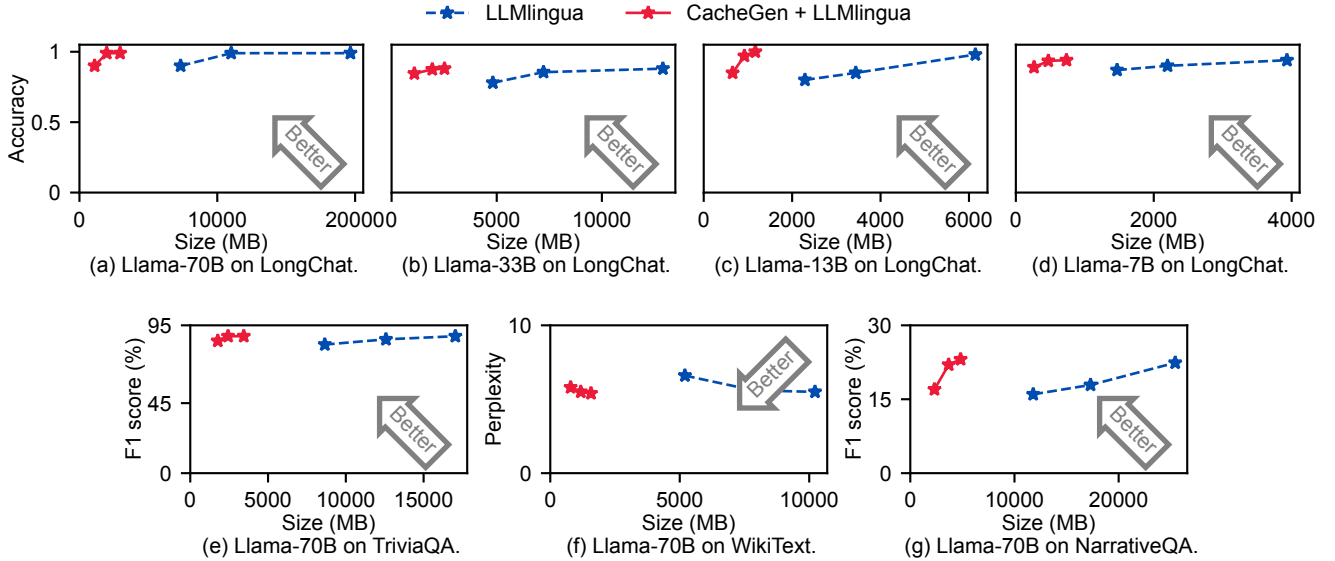 LLMlingua CacheGen + LLMlingua
Accuracy
1
0.5
0
Better
0 10000 20000
Size (MB)
(a) Llama-70B on LongChat.
Better
5000 10000
Size (MB)
(b) Llama-33B on LongChat.
Better
0 2000 4000 6000
Size (MB)
(c) Llama-13B on LongChat.
Better
0 2000 4000
Size (MB)
(d) Llama-7B on LongChat.
F1 score (%)
95
45
0
Better
0 5000 10000 15000
Size (MB)
(e) Llama-70B on TriviaQA.
Perplexity
10
0
Better
0 5000 10000
Size (MB)
(f) Llama-70B on WikiText.
F1 score (%)
30
15
0
Better
0 10000 20000
Size (MB)
(g) Llama-70B on NarrativeQA.